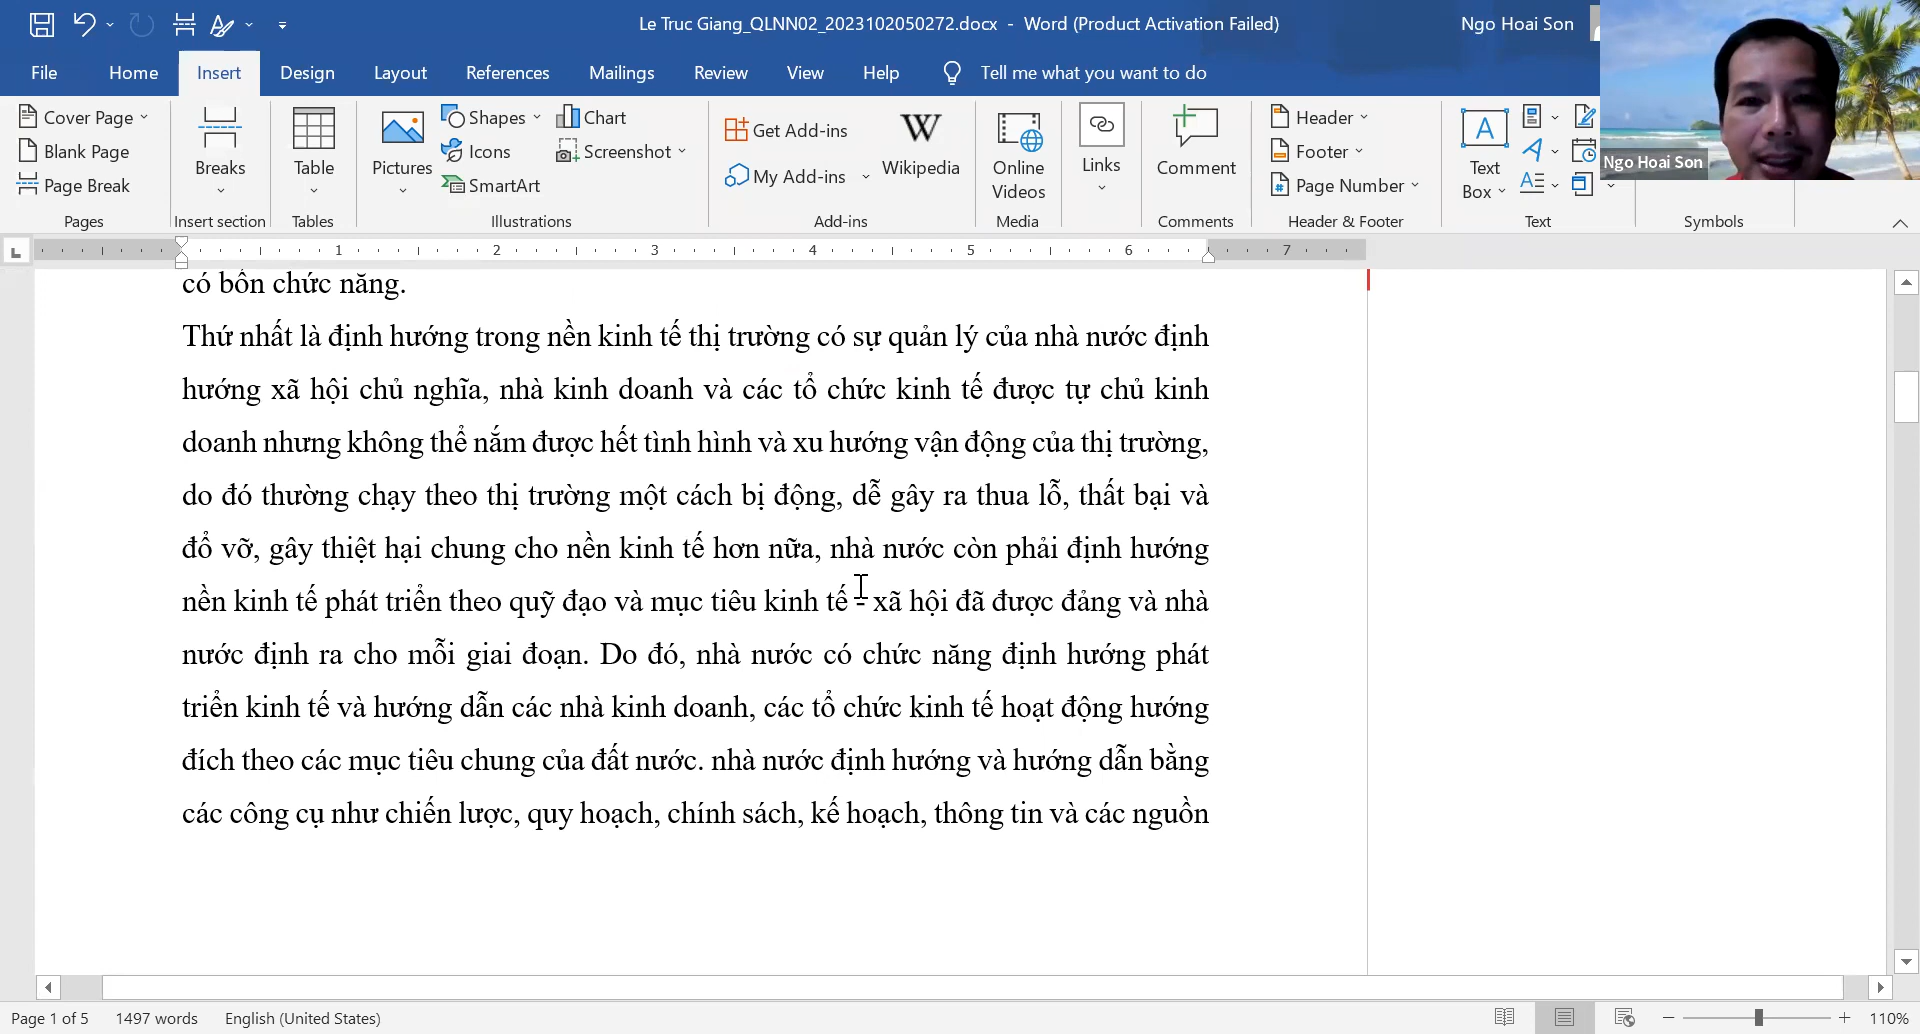 Le Truc Giang_QLNN02_2023102050272.docx - Word (Product Activation Failed)
Ngo Hoai Son
File Home Insert Design Layout References Mailings Review View Help Tell me what you want to do
Cover Page
Blank Page
Page Break
Pages
Breaks
Insert section
Table
Tables
Pictures
Shapes
Icons
SmartArt
Chart
Screenshot
Illustrations
Get Add-ins
My Add-ins
Wikipedia
Add-ins
Online
Videos
Media
Links
Comment
Comments
Header
Footer
Page Number
Header & Footer
Text
Box
Text
Symbols
Ngo Hoai Son
1 2 3 4 5 6 7
có bốn chức năng.
Thứ nhất là định hướng trong nền kinh tế thị trường có sự quản lý của nhà nước định
hướng xã hội chủ nghĩa, nhà kinh doanh và các tổ chức kinh tế được tự chủ kinh
doanh nhưng không thể nắm được hết tình hình và xu hướng vận động của thị trường,
do đó thường chạy theo thị trường một cách bị động, dễ gây ra thua lỗ, thất bại và
đổ vỡ, gây thiệt hại chung cho nền kinh tế hơn nữa, nhà nước còn phải định hướng
nền kinh tế phát triển theo quỹ đạo và mục tiêu kinh tế - xã hội đã được đảng và nhà
nước định ra cho mỗi giai đoạn. Do đó, nhà nước có chức năng định hướng phát
triển kinh tế và hướng dẫn các nhà kinh doanh, các tổ chức kinh tế hoạt động hướng
đích theo các mục tiêu chung của đất nước. nhà nước định hướng và hướng dẫn bằng
các công cụ như chiến lược, quy hoạch, chính sách, kế hoạch, thông tin và các nguồn
Page 1 of 5 1497 words English (United States) 110%